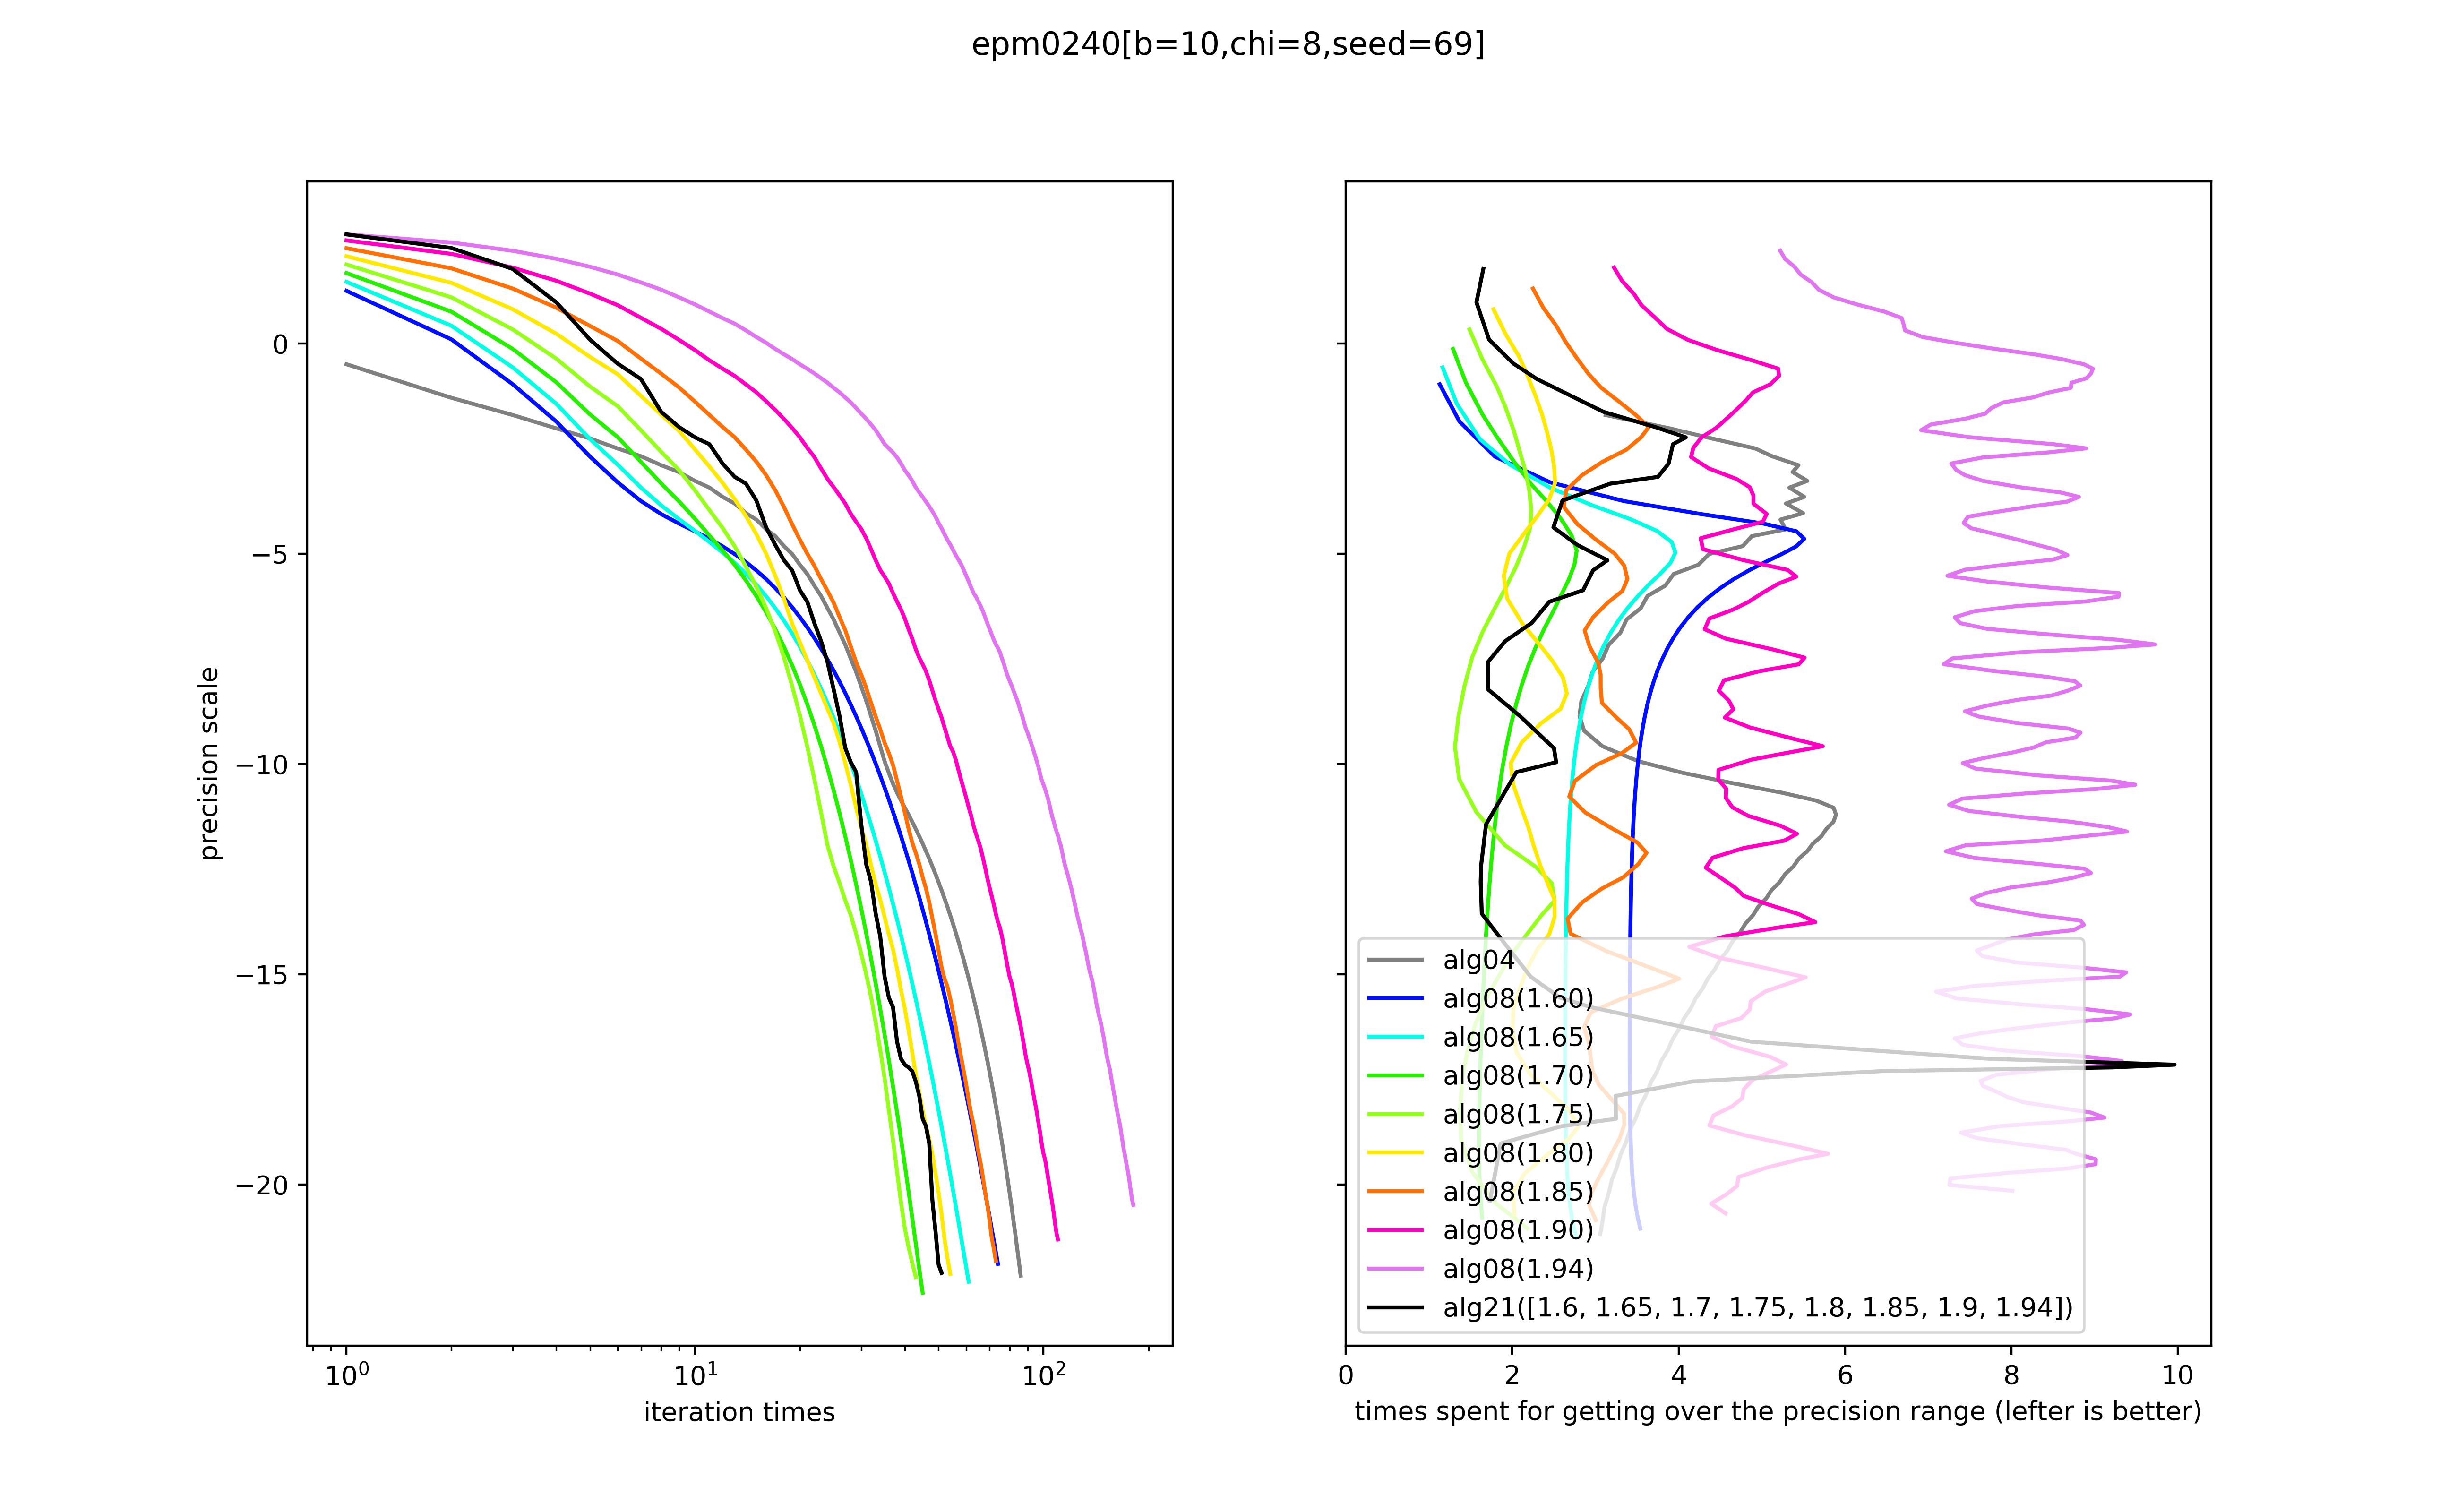 epm0240[b=10,chi=8,seed=69]
precision scale
0
−5
−10
−15
−20
10⁰
10¹
10²
iteration times
alg04
alg08(1.60)
alg08(1.65)
alg08(1.70)
alg08(1.75)
alg08(1.80)
alg08(1.85)
alg08(1.90)
alg08(1.94)
alg21([1.6, 1.65, 1.7, 1.75, 1.8, 1.85, 1.9, 1.94])
0
2
4
6
8
10
times spent for getting over the precision range (lefter is better)